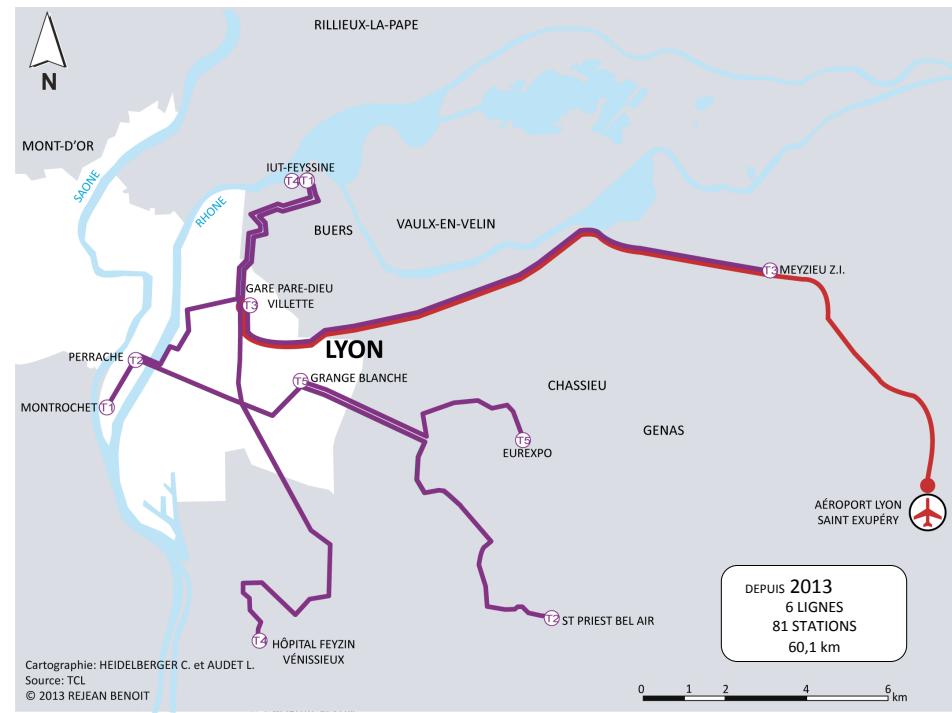 RILLIEUX-LA-PAPE
N
MONT-D'OR
SAONE
RHONE
IUT-FEYSSINE
T4 T1
BUERS
VAULX-EN-VELIN
GARE PARE-DIEU
VILLETTE
T3
T3 MEYZIEU Z.I.
LYON
PERRACHE T2
T5 GRANGE BLANCHE
MONTROCHET T1
CHASSIEU
GENAS
T5
EUREXPO
AÉROPORT LYON
SAINT EXUPÉRY
DEPUIS 2013
6 LIGNES
81 STATIONS
60,1 km
T2 ST PRIEST BEL AIR
T4 HÔPITAL FEYZIN
VÉNISSIEUX
Cartographie: HEIDELBERGER C. et AUDET L.
Source: TCL
© 2013 REJEAN BENOIT
0 1 2 4 6
km